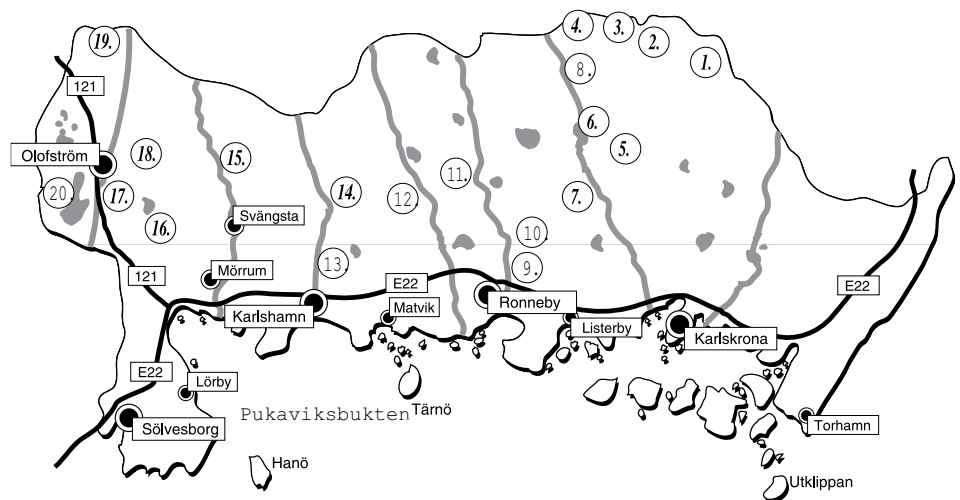 19.
4.
3.
2.
1.
8.
121
6.
5.
Olofström
18.
15.
11.
20.
17.
14.
12.
7.
16.
Svängsta
10.
13.
9.
121
Mörrum
E22
E22
Karlshamn
Matvik
Ronneby
Listerby
Karlskrona
E22
Lörby
Pukaviksbukten
Tärnö
Sölvesborg
Torhamn
Hanö
Utklippan